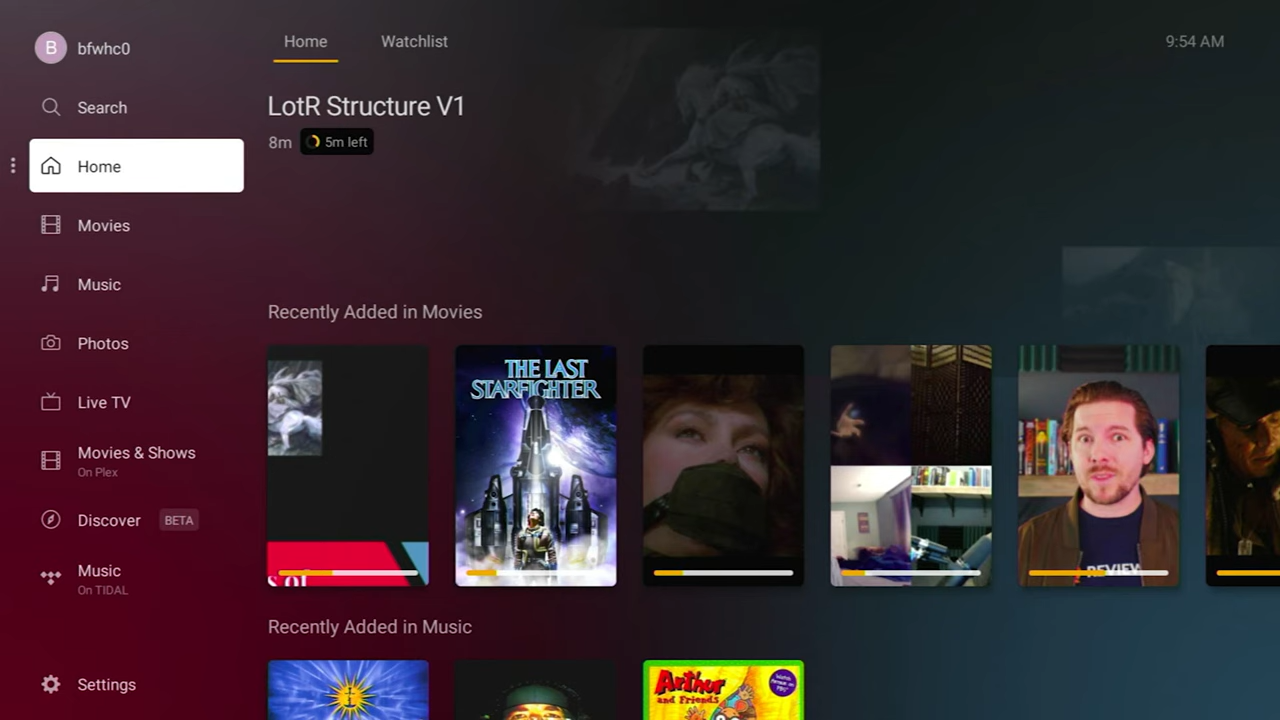 B
bfwhc0
Search
Home
Movies
Music
Photos
Live TV
Movies & Shows
On Plex
Discover BETA
Music
On TIDAL
Settings
Home Watchlist
9:54 AM
LotR Structure V1
8m 5m left
Recently Added in Movies
s of
THE LAST
STARFIGHTER
REVIEW
Recently Added in Music
Arthur
and Friends